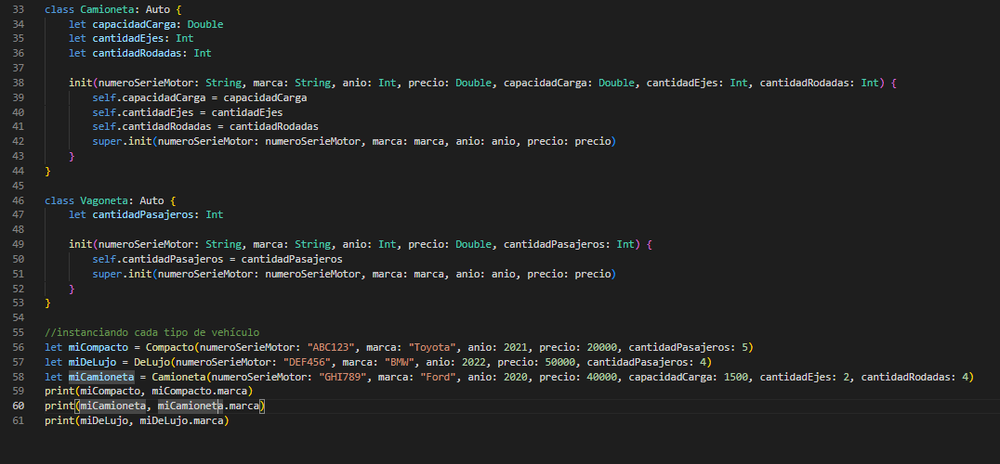 33 class Camioneta: Auto {
34     let capacidadCarga: Double
35     let cantidadEjes: Int
36     let cantidadRodadas: Int
37
38     init(numeroSerieMotor: String, marca: String, anio: Int, precio: Double, capacidadCarga: Double, cantidadEjes: Int, cantidadRodadas: Int) {
39         self.capacidadCarga = capacidadCarga
40         self.cantidadEjes = cantidadEjes
41         self.cantidadRodadas = cantidadRodadas
42         super.init(numeroSerieMotor: numeroSerieMotor, marca: marca, anio: anio, precio: precio)
43     }
44 }
45
46 class Vagoneta: Auto {
47     let cantidadPasajeros: Int
48
49     init(numeroSerieMotor: String, marca: String, anio: Int, precio: Double, cantidadPasajeros: Int) {
50         self.cantidadPasajeros = cantidadPasajeros
51         super.init(numeroSerieMotor: numeroSerieMotor, marca: marca, anio: anio, precio: precio)
52     }
53 }
54
55 //instanciando cada tipo de vehículo
56 let miCompacto = Compacto(numeroSerieMotor: "ABC123", marca: "Toyota", anio: 2021, precio: 20000, cantidadPasajeros: 5)
57 let miDeLujo = DeLujo(numeroSerieMotor: "DEF456", marca: "BMW", anio: 2022, precio: 50000, cantidadPasajeros: 4)
58 let miCamioneta = Camioneta(numeroSerieMotor: "GHI789", marca: "Ford", anio: 2020, precio: 40000, capacidadCarga: 1500, cantidadEjes: 2, cantidadRodadas: 4)
59 print(miCompacto, miCompacto.marca)
60 print(miCamioneta, miCamioneta.marca)
61 print(miDeLujo, miDeLujo.marca)